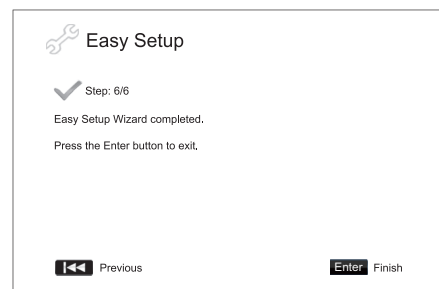 Easy Setup
Step: 6/6
Easy Setup Wizard completed.
Press the Enter button to exit.
Previous
Enter Finish